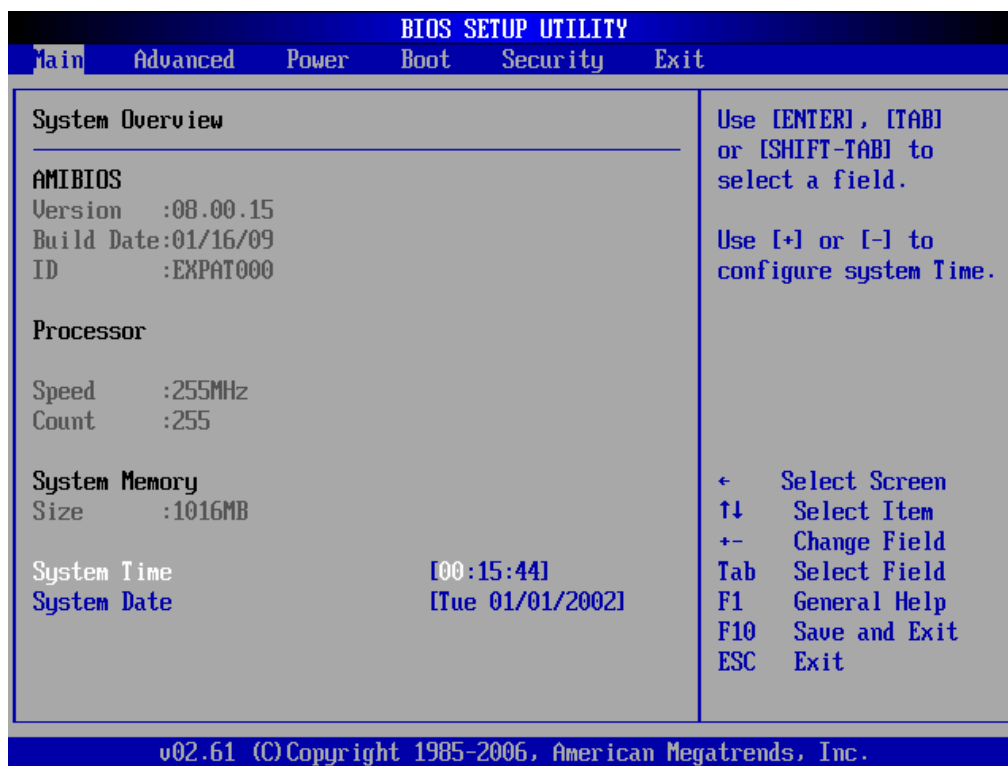 BIOS SETUP UTILITY
Main Advanced Power Boot Security Exit
System Overview
AMIBIOS
Version :08.00.15
Build Date:01/16/09
ID :EXPAT000
Processor
Speed :255MHz
Count :255
System Memory
Size :1016MB
System Time [00:15:44]
System Date [Tue 01/01/2002]
Use [ENTER], [TAB]
or [SHIFT-TAB] to
select a field.
Use [+] or [-] to
configure system Time.
← Select Screen
↑↓ Select Item
+- Change Field
Tab Select Field
F1 General Help
F10 Save and Exit
ESC Exit
v02.61 (C)Copyright 1985-2006, American Megatrends, Inc.